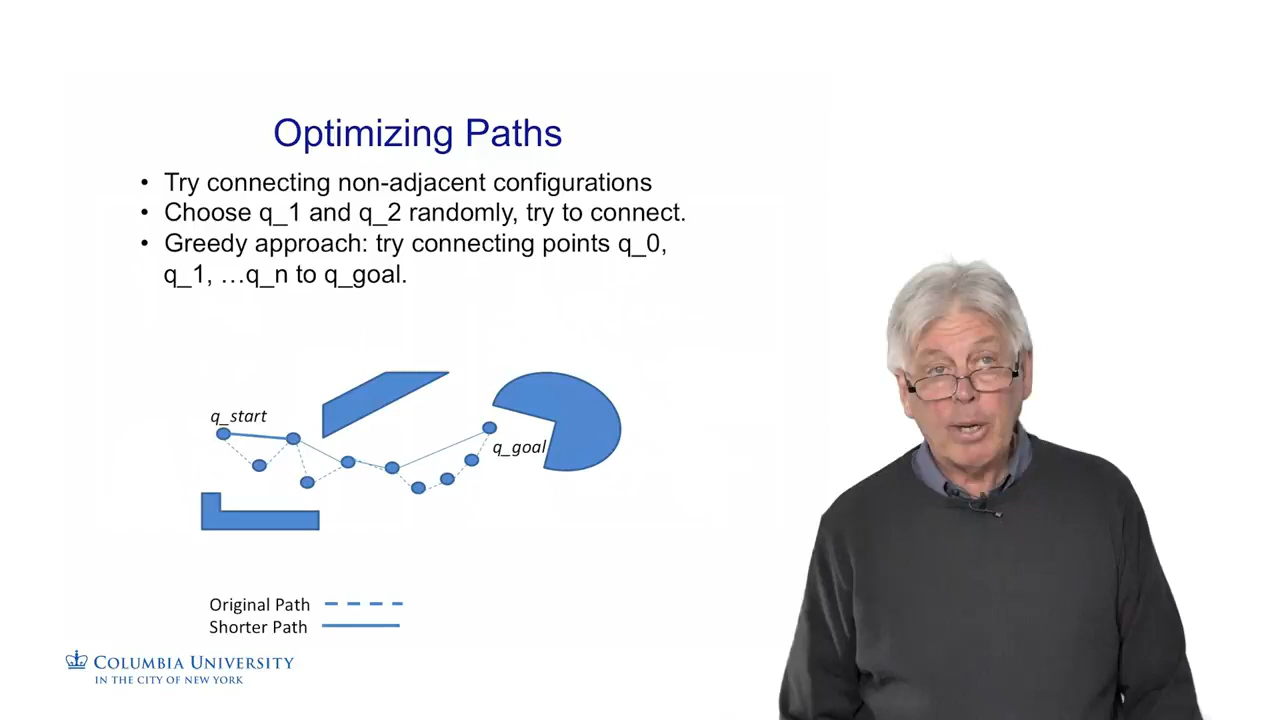 Optimizing Paths
• Try connecting non-adjacent configurations
• Choose q_1 and q_2 randomly, try to connect.
• Greedy approach: try connecting points q_0,
q_1, …q_n to q_goal.
q_start
q_goal
Original Path
Shorter Path
COLUMBIA UNIVERSITY
IN THE CITY OF NEW YORK